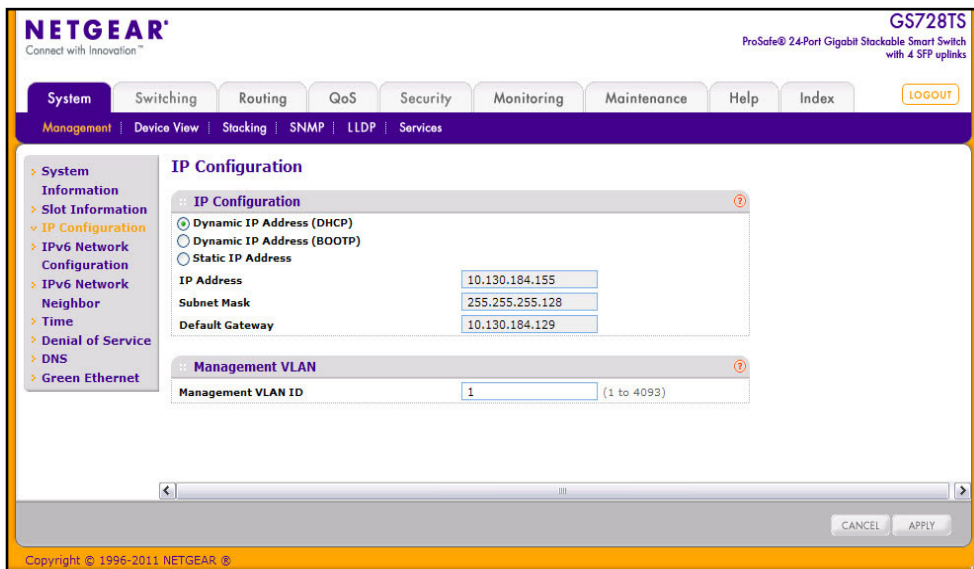 NETGEAR®
Connect with Innovation™
GS728TS
ProSafe® 24-Port Gigabit Stackable Smart Switch
with 4 SFP uplinks
System Switching Routing QoS Security Monitoring Maintenance Help Index LOGOUT
Management | Device View | Stacking | SNMP | LLDP | Services
System
Information
Slot Information
IP Configuration
IPv6 Network
Configuration
IPv6 Network
Neighbor
Time
Denial of Service
DNS
Green Ethernet
IP Configuration
IP Configuration
Dynamic IP Address (DHCP)
Dynamic IP Address (BOOTP)
Static IP Address
IP Address 10.130.184.155
Subnet Mask 255.255.255.128
Default Gateway 10.130.184.129
Management VLAN
Management VLAN ID 1 (1 to 4093)
CANCEL APPLY
Copyright © 1996-2011 NETGEAR ®